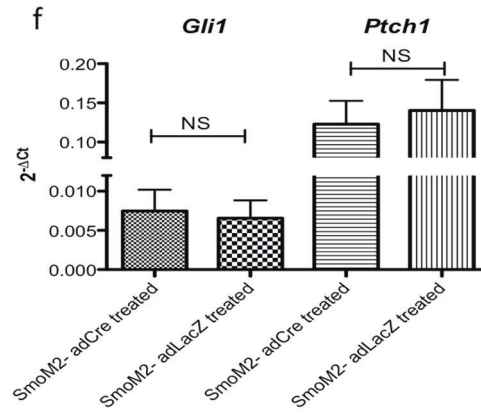 f
Gli1 Ptch1
NS
NS
0.20
0.15
0.10
0.010
0.005
0.000
2-ΔCt
SmoM2- adCre treated
SmoM2- adLacZ treated
SmoM2- adCre treated
SmoM2- adLacZ treated